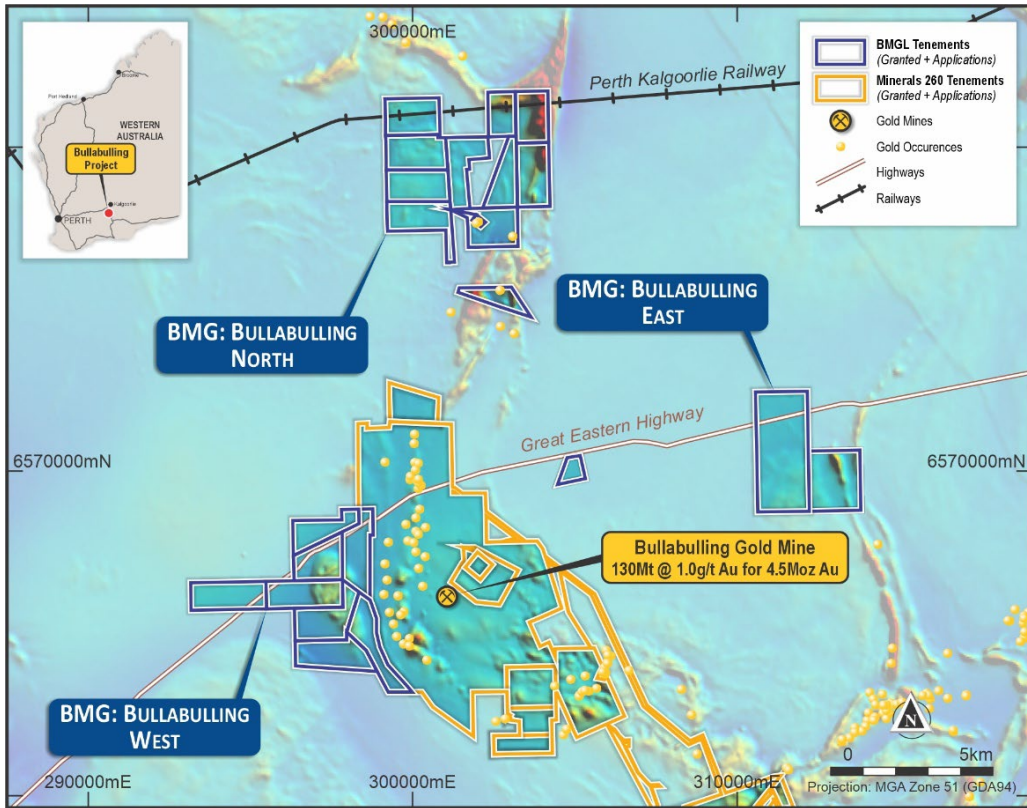 300000mE
Broome
Port Hedland
WESTERN
AUSTRALIA
Bullabulling
Project
Kalgoorlie
PERTH
Perth Kalgoorlie Railway
BMGL Tenements
(Granted + Applications)
Minerals 260 Tenements
(Granted + Applications)
Gold Mines
Gold Occurences
Highways
Railways
BMG: BULLABULLING
NORTH
BMG: BULLABULLING
EAST
Great Eastern Highway
6570000mN
6570000mN
Bullabulling Gold Mine
130Mt @ 1.0g/t Au for 4.5Moz Au
BMG: BULLABULLING
WEST
N
0 5km
290000mE
300000mE
310000mE
Projection: MGA Zone 51 (GDA94)